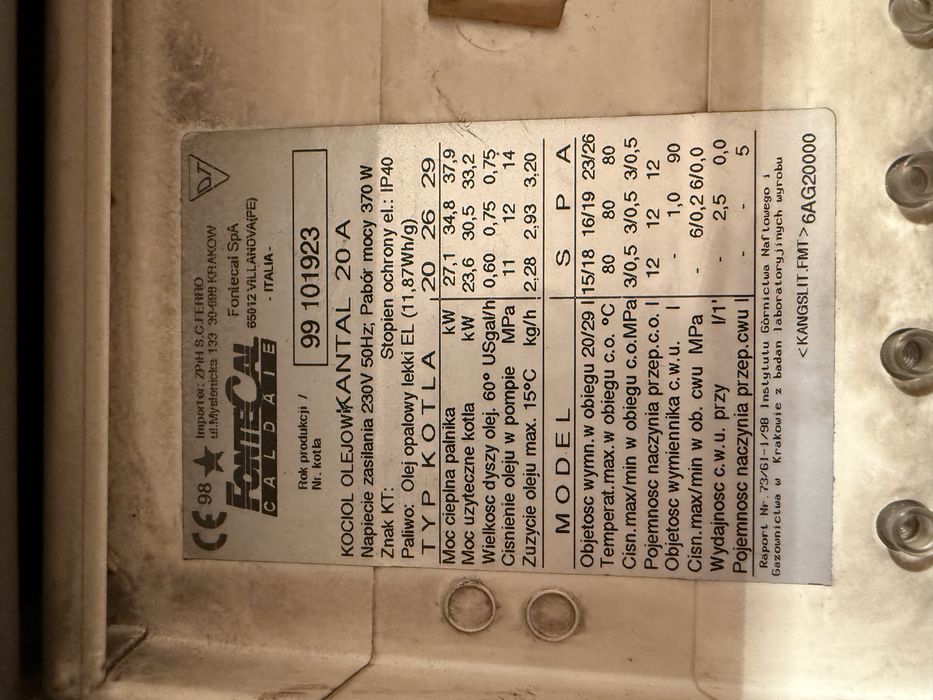 CE 98 Importer: ZPiH S.C.FERRO
ul.Myslenicka 133 30-698 KRAKOW
FONTECAL
CALDAIE
Fontecal SpA
65012 VILLANOVA(PE)
- ITALIA -
Rok produkcji /
Nr. kotla
99 101923
KOCIOL OLEJOWY KANTAL 20 A
Napiecie zasilania 230V 50Hz; Pabór mocy 370 W
Znak KT: Stopien ochrony el.: IP40
Paliwo: Olej opalowy lekki EL (11,87Wh/g)
TYP KOTLA 20 26 29
Moc cieplna palnika kW 27,1 34,8 37,9
Moc uzyteczne kotla kW 23,6 30,5 33,2
Wielkosc dyszy olej. 60° USgal/h 0,60 0,75 0,75
Cisnienie oleju w pompie MPa 11 12 14
Zuzycie oleju max. 15°C kg/h 2,28 2,93 3,20
MODEL S P A
Objetosc wymn.w obiegu 20/29 l 15/18 16/19 23/26
Temperat.max.w obiegu c.o. °C 80 80 80
Cisn.max/min w obiegu c.o.MPa 3/0,5 3/0,5 3/0,5
Pojemnosc naczynia przep.c.o. l 12 12 12
Objetosc wymiennika c.w.u. l - 1,0 90
Cisn.max/min w ob. cwu MPa - 6/0,2 6/0,0
Wydajnosc c.w.u. przy l/1" - 2,5 0,0
Pojemnosc naczynia przep.cwu l - - 5
Raport Nr.73/61-1/98 Instytutu Górnictwa Naftowego i
Gazownictwa w Krakowie z badan laboratoryjnych wyrobu
<KANGSLIT.FMT> 6AG20000